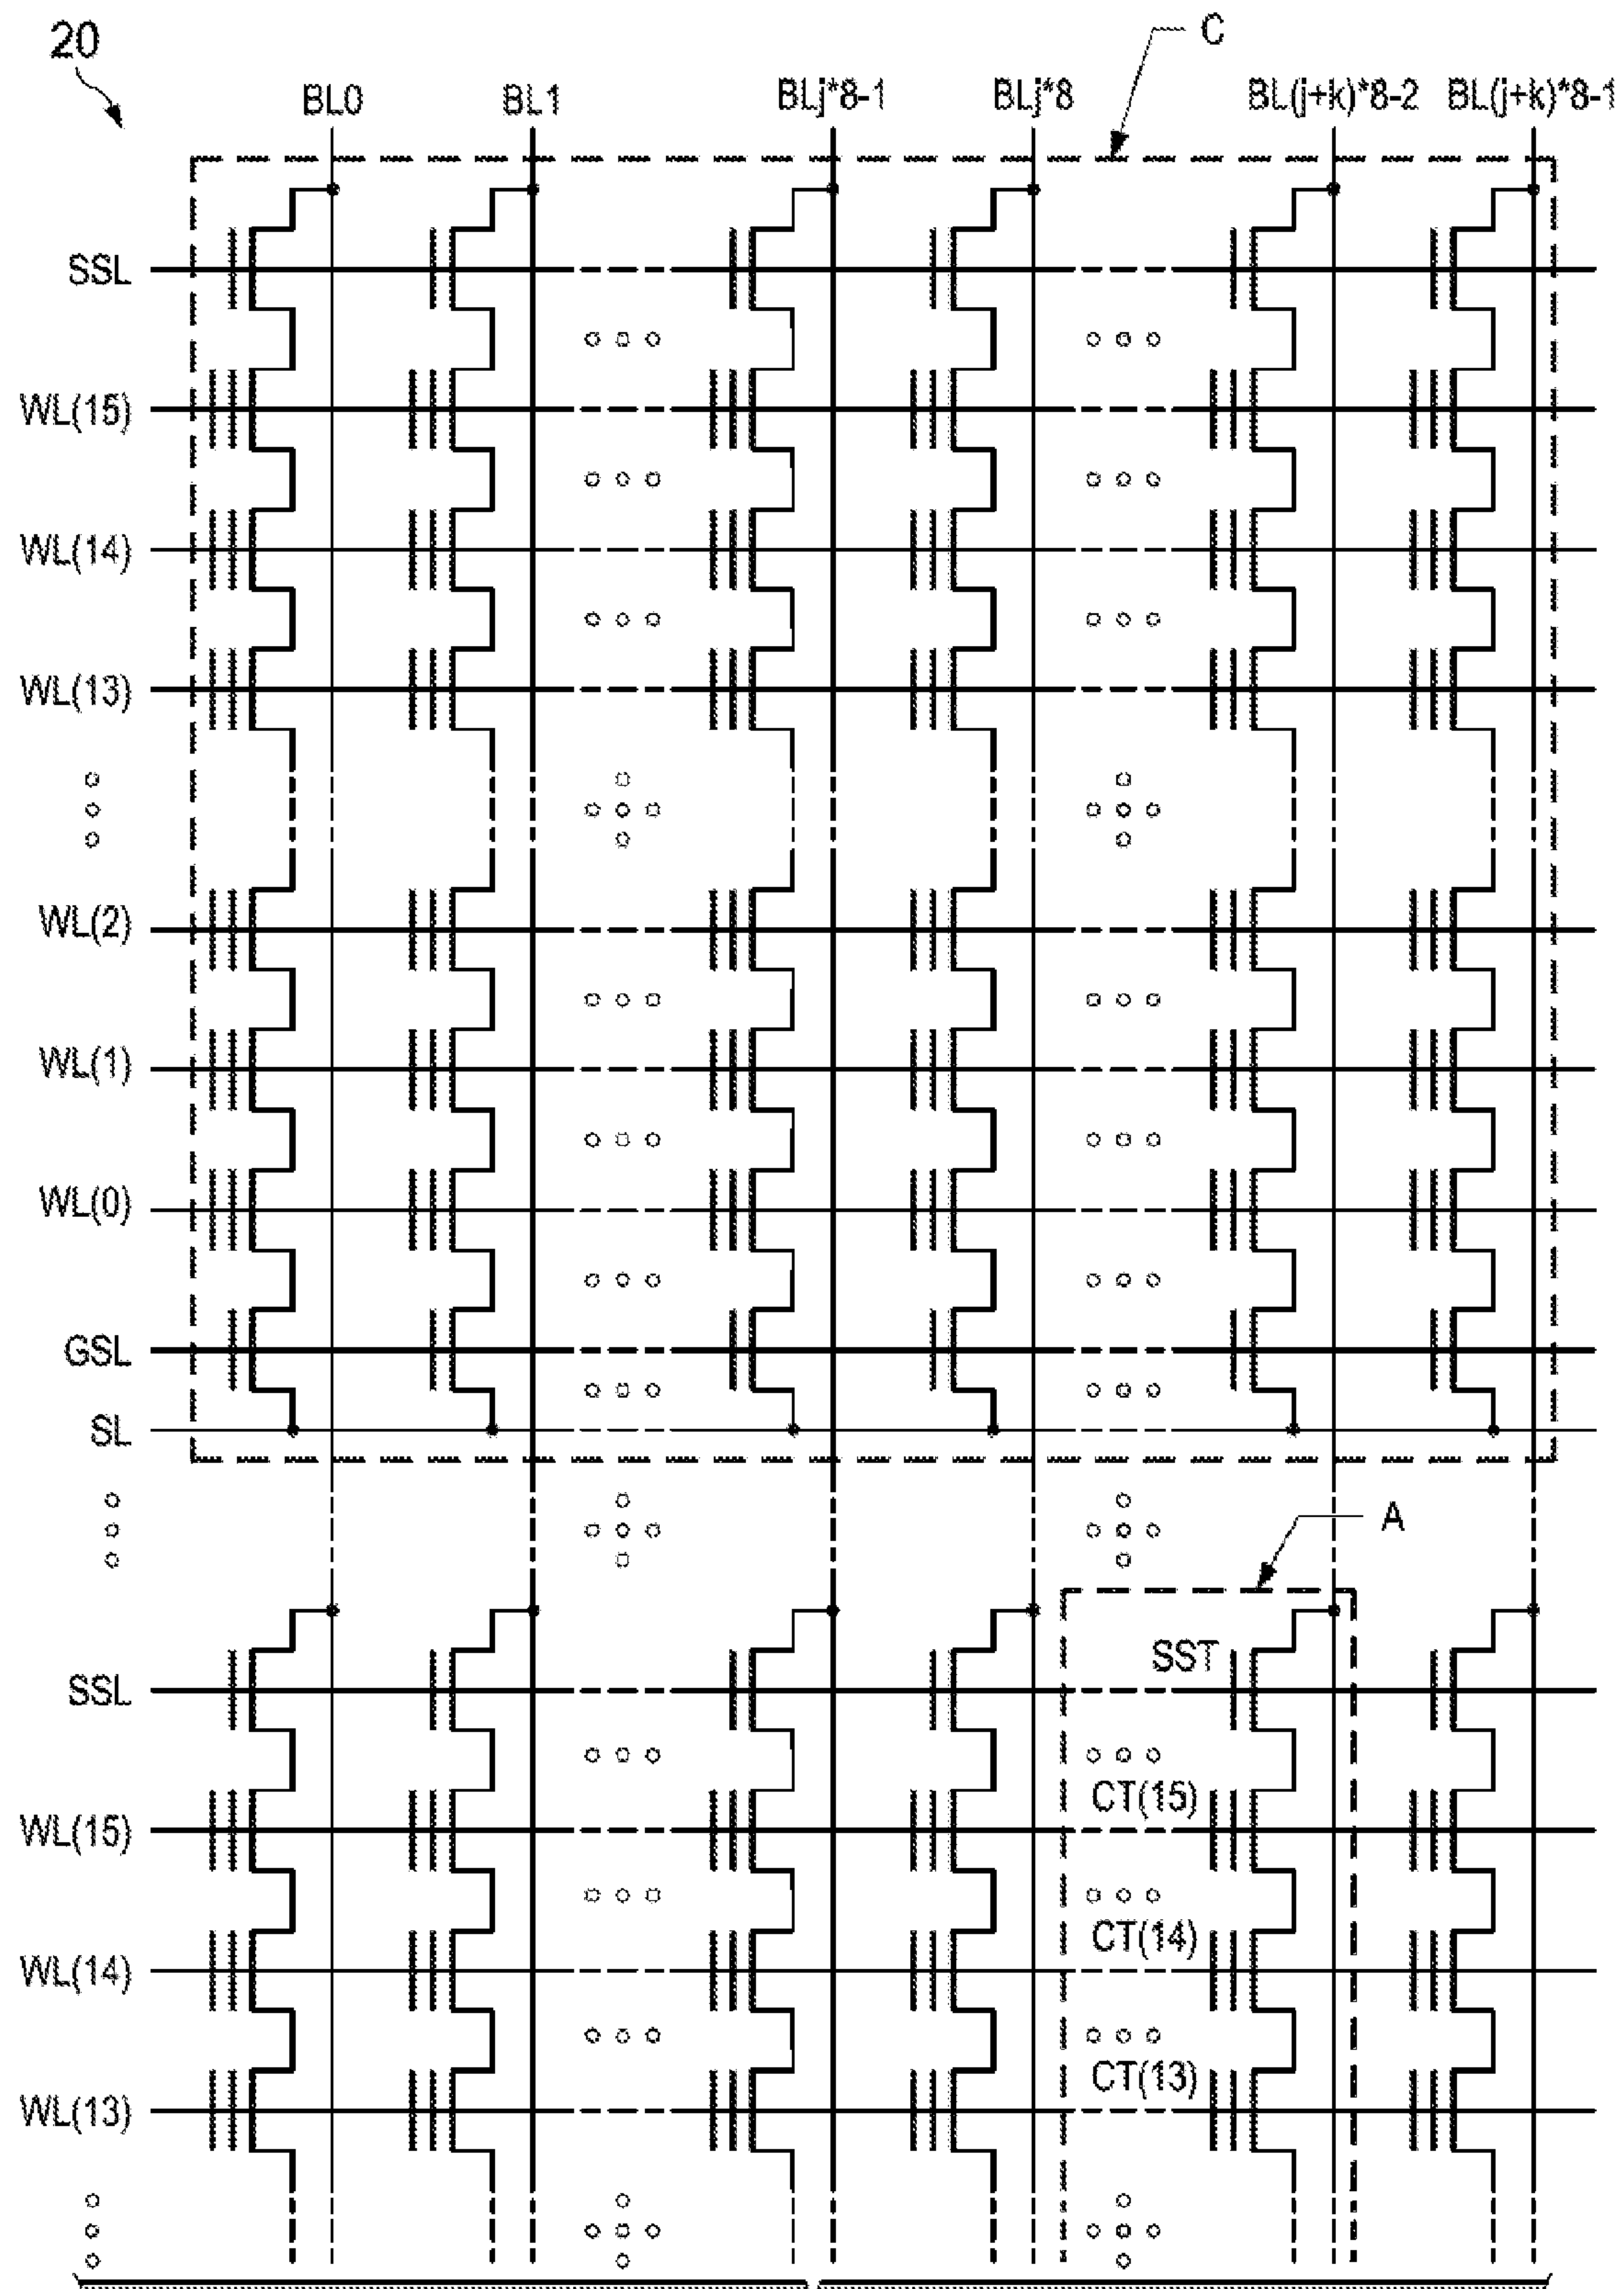 20
C
BL0 BL1 BLj*8-1 BLj*8 BL(j+k)*8-2 BL(j+k)*8-1
SSL
WL(15)
WL(14)
WL(13)
WL(2)
WL(1)
WL(0)
GSL
SL
A
SST
SSL
CT(15)
WL(15)
CT(14)
WL(14)
CT(13)
WL(13)